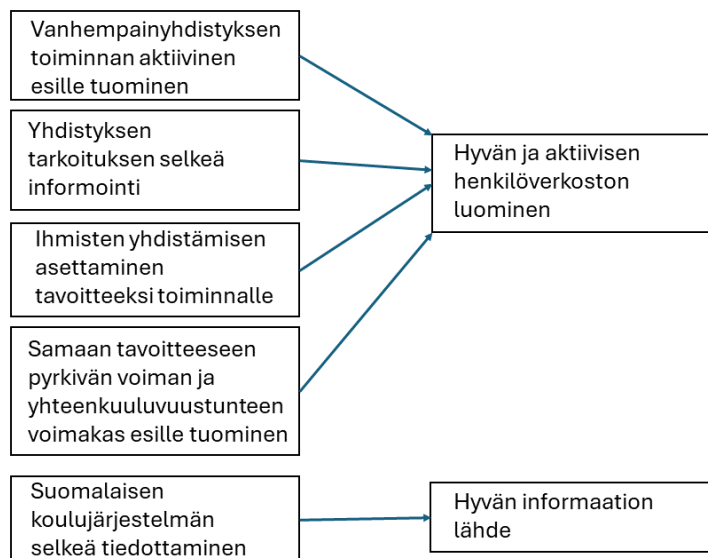 Vanhempainyhdistyksen
toiminnan aktiivinen
esille tuominen
Yhdistyksen
tarkoituksen selkeä
informointi
Ihmisten yhdistämisen
asettaminen
tavoitteeksi toiminnalle
Samaan tavoitteeseen
pyrkivän voiman ja
yhteenkuuluvuustunteen
voimakas esille tuominen
Suomalaisen
koulujärjestelmän
selkeä tiedottaminen
Hyvän ja aktiivisen
henkilöverkoston
luominen
Hyvän informaation
lähde